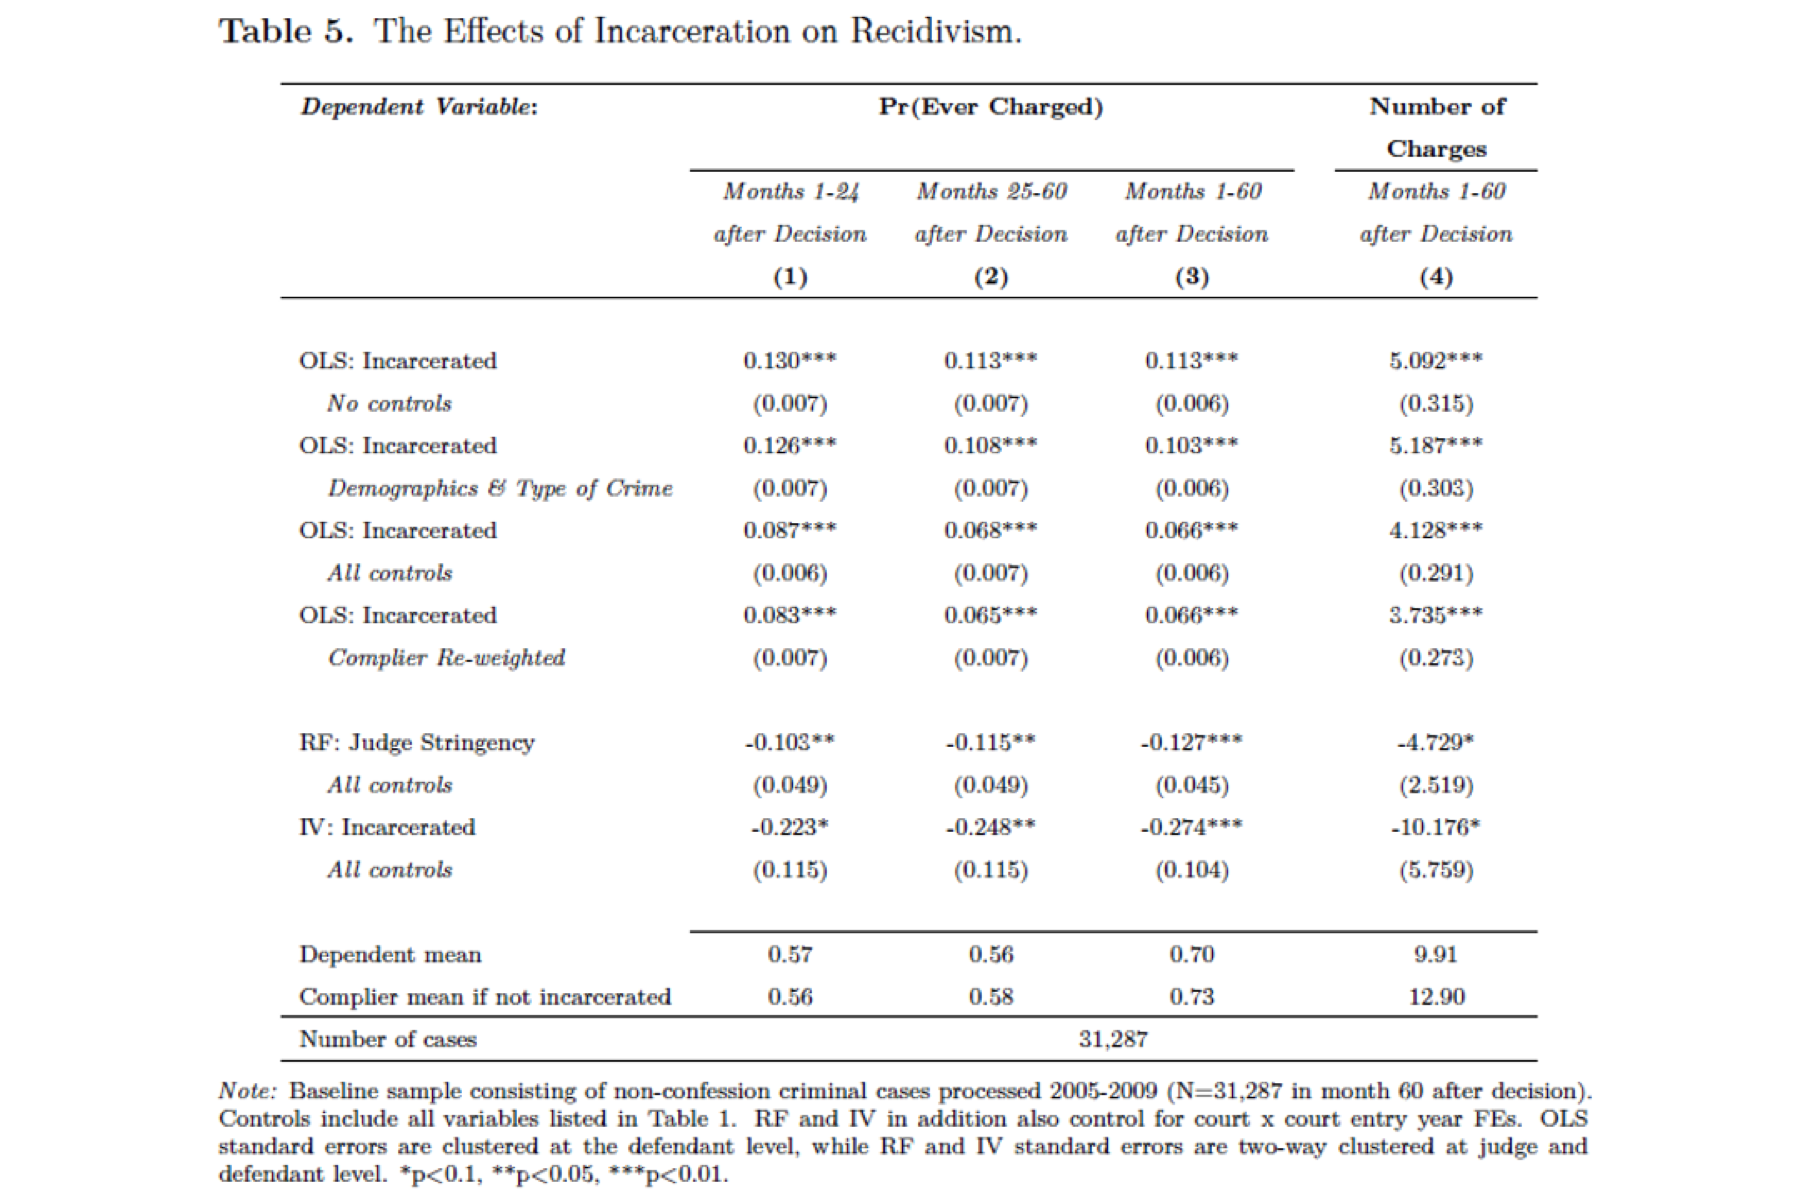 Table 5. The Effects of Incarceration on Recidivism.
Dependent Variable: Pr(Ever Charged) Number of
Charges
Months 1-24 Months 25-60 Months 1-60 Months 1-60
after Decision after Decision after Decision after Decision
(1) (2) (3) (4)
OLS: Incarcerated 0.130*** 0.113*** 0.113*** 5.092***
No controls (0.007) (0.007) (0.006) (0.315)
OLS: Incarcerated 0.126*** 0.108*** 0.103*** 5.187***
Demographics & Type of Crime (0.007) (0.007) (0.006) (0.303)
OLS: Incarcerated 0.087*** 0.068*** 0.066*** 4.128***
All controls (0.006) (0.007) (0.006) (0.291)
OLS: Incarcerated 0.083*** 0.065*** 0.066*** 3.735***
Complier Re-weighted (0.007) (0.007) (0.006) (0.273)
RF: Judge Stringency -0.103** -0.115** -0.127*** -4.729*
All controls (0.049) (0.049) (0.045) (2.519)
IV: Incarcerated -0.223* -0.248** -0.274*** -10.176*
All controls (0.115) (0.115) (0.104) (5.759)
Dependent mean 0.57 0.56 0.70 9.91
Complier mean if not incarcerated 0.56 0.58 0.73 12.90
Number of cases 31,287
Note: Baseline sample consisting of non-confession criminal cases processed 2005-2009 (N=31,287 in month 60 after decision).
Controls include all variables listed in Table 1. RF and IV in addition also control for court x court entry year FEs. OLS
standard errors are clustered at the defendant level, while RF and IV standard errors are two-way clustered at judge and
defendant level. *p<0.1, **p<0.05, ***p<0.01.